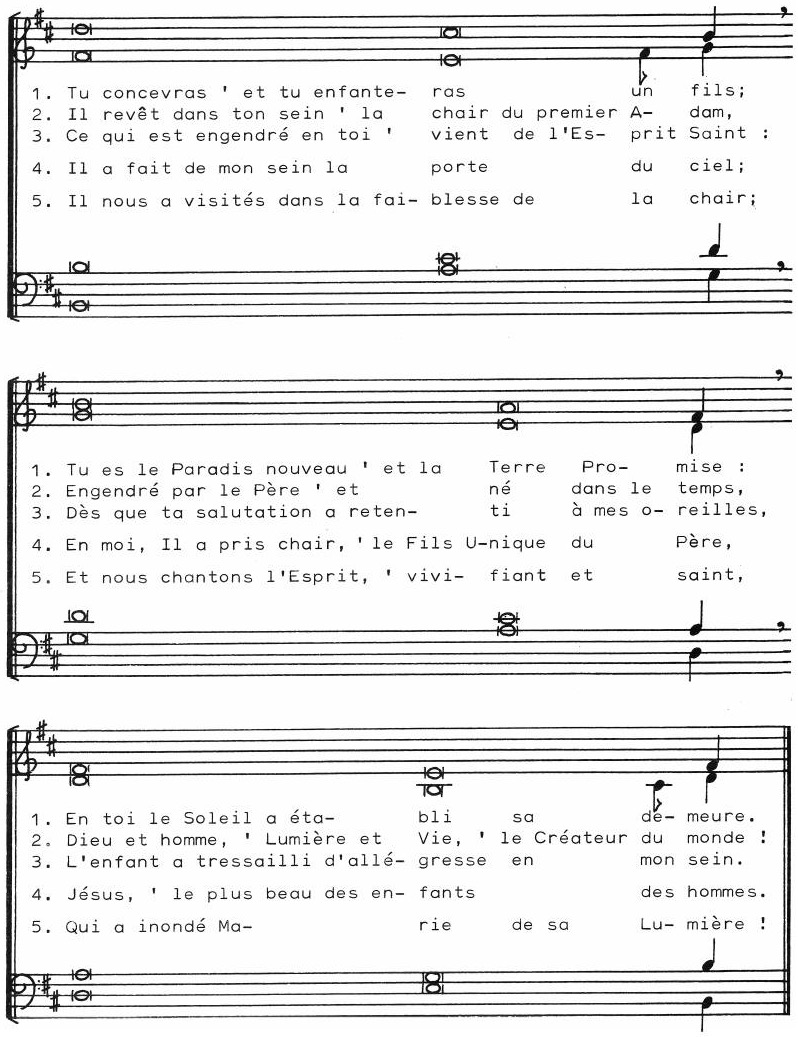 1. Tu concevras ' et tu enfante- ras un fils;
2. Il revêt dans ton sein ' la chair du premier A- dam,
3. Ce qui est engendré en toi ' vient de l'Es- prit Saint :
4. Il a fait de mon sein la porte du ciel;
5. Il nous a visités dans la fai- blesse de la chair;
1. Tu es le Paradis nouveau ' et la Terre Pro- mise :
2. Engendré par le Père ' et né dans le temps,
3. Dès que ta salutation a reten- ti à mes o- reilles,
4. En moi, Il a pris chair, ' le Fils U-nique du Père,
5. Et nous chantons l'Esprit, ' vivi- fiant et saint,
1. En toi le Soleil a éta- bli sa de- meure.
2. Dieu et homme, ' Lumière et Vie, ' le Créateur du monde !
3. L'enfant a tressailli d'allé- gresse en mon sein.
4. Jésus, ' le plus beau des en- fants des hommes.
5. Qui a inondé Ma- rie de sa Lu- mière !